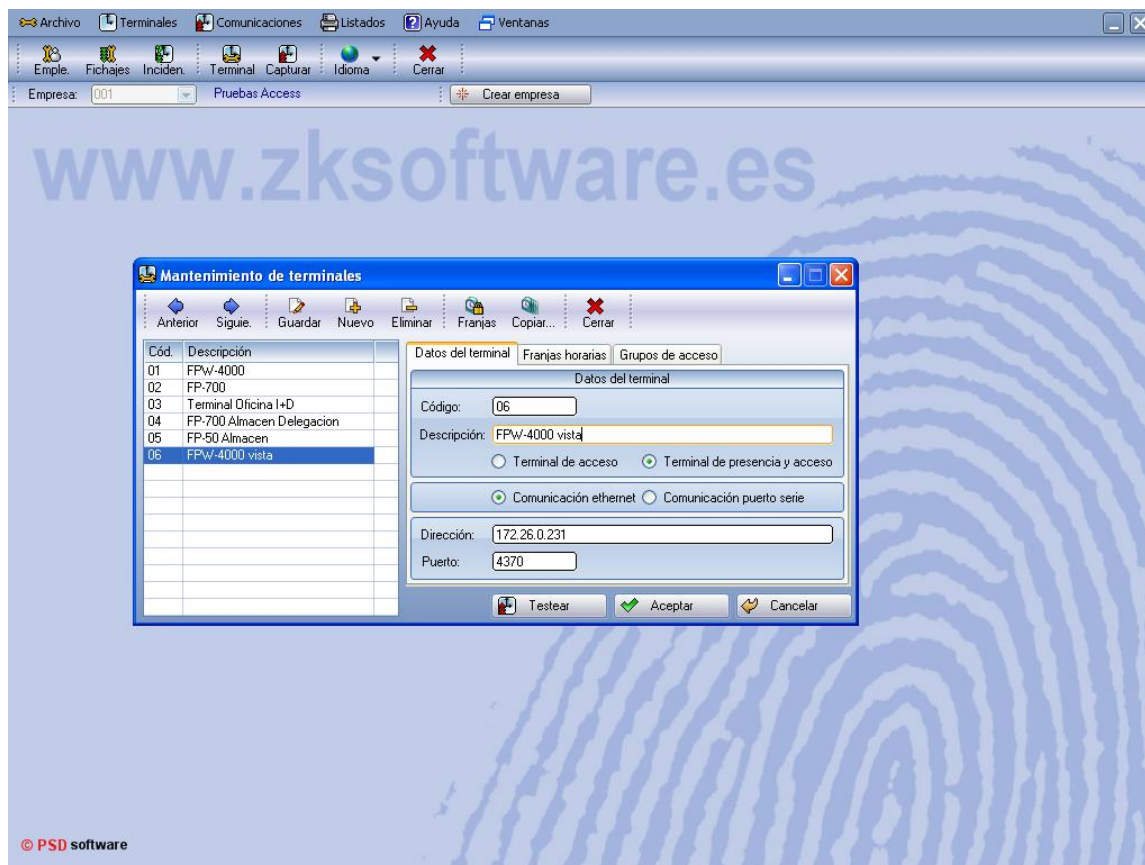 Archivo Terminales Comunicaciones Listados Ayuda Ventanas
Emple. Fichajes Inciden. Terminal Capturar Idioma Cerrar
Empresa: 001 Pruebas Access Crear empresa
www.zksoftware.es
Mantenimiento de terminales
Anterior Siguie. Guardar Nuevo Eliminar Franjas Copiar... Cerrar
Cód. Descripción
01 FPW-4000
02 FP-700
03 Terminal Oficina I+D
04 FP-700 Almacen Delegacion
05 FP-50 Almacen
06 FPW-4000 vista
Datos del terminal Franjas horarias Grupos de acceso
Datos del terminal
Código: 06
Descripción: FPW-4000 vista
Terminal de acceso Terminal de presencia y acceso
Comunicación ethernet Comunicación puerto serie
Dirección: 172.26.0.231
Puerto: 4370
Testear Aceptar Cancelar
© PSD software